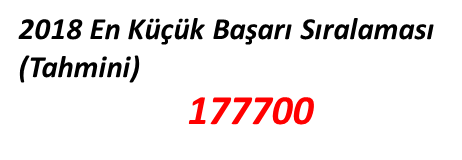 2018 En Küçük Başarı Sıralaması
(Tahmini)
177700